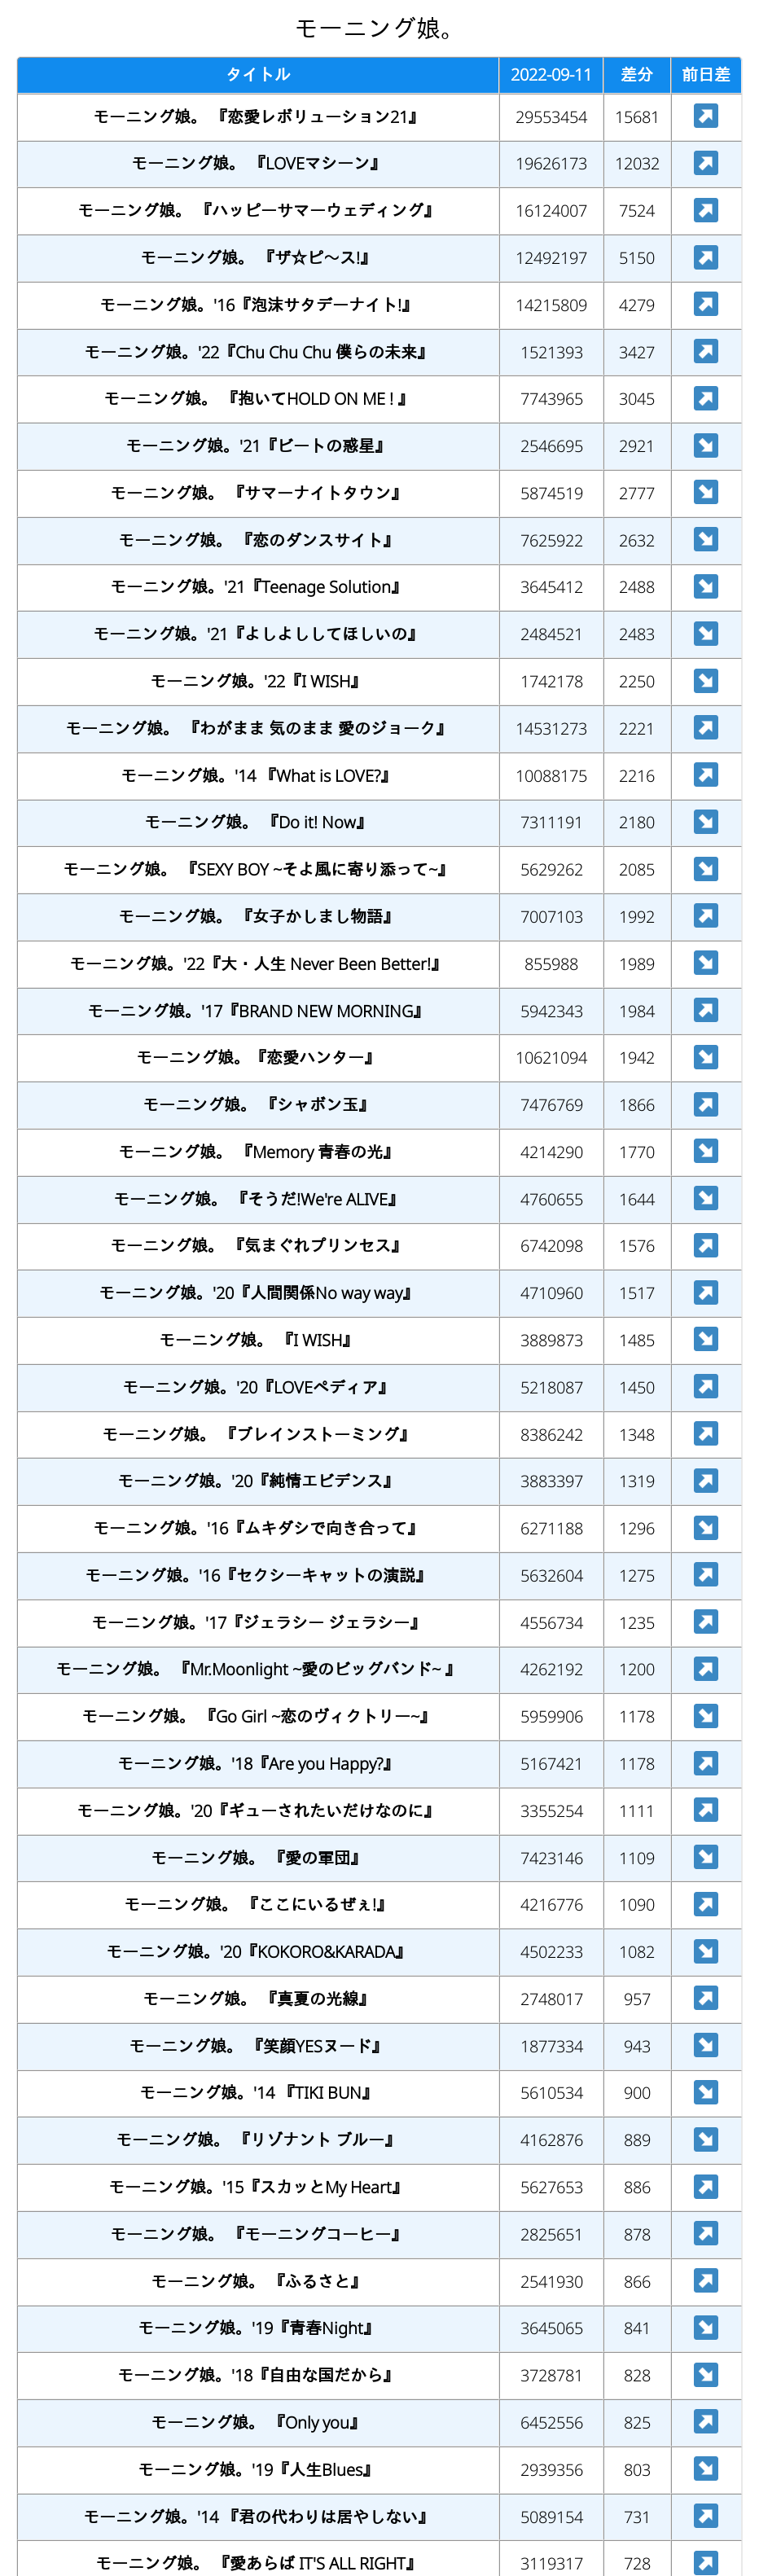 モーニング娘。
タイトル 2022-09-11 差分 前日差
モーニング娘。 『恋愛レボリューション21』 29553454 15681
モーニング娘。 『LOVEマシーン』 19626173 12032
モーニング娘。 『ハッピーサマーウェディング』 16124007 7524
モーニング娘。 『ザ☆ピ〜ス!』 12492197 5150
モーニング娘。'16『泡沫サタデーナイト!』 14215809 4279
モーニング娘。'22『Chu Chu Chu 僕らの未来』 1521393 3427
モーニング娘。 『抱いてHOLD ON ME ! 』 7743965 3045
モーニング娘。'21『ビートの惑星』 2546695 2921
モーニング娘。 『サマーナイトタウン』 5874519 2777
モーニング娘。 『恋のダンスサイト』 7625922 2632
モーニング娘。'21『Teenage Solution』 3645412 2488
モーニング娘。'21『よしよししてほしいの』 2484521 2483
モーニング娘。'22『I WISH』 1742178 2250
モーニング娘。 『わがまま 気のまま 愛のジョーク』 14531273 2221
モーニング娘。'14 『What is LOVE?』 10088175 2216
モーニング娘。 『Do it! Now』 7311191 2180
モーニング娘。 『SEXY BOY ~そよ風に寄り添って~』 5629262 2085
モーニング娘。 『女子かしまし物語』 7007103 1992
モーニング娘。'22『大・人生 Never Been Better!』 855988 1989
モーニング娘。'17『BRAND NEW MORNING』 5942343 1984
モーニング娘。『恋愛ハンター』 10621094 1942
モーニング娘。 『シャボン玉』 7476769 1866
モーニング娘。 『Memory 青春の光』 4214290 1770
モーニング娘。 『そうだ!We're ALIVE』 4760655 1644
モーニング娘。 『気まぐれプリンセス』 6742098 1576
モーニング娘。'20『人間関係No way way』 4710960 1517
モーニング娘。 『I WISH』 3889873 1485
モーニング娘。'20『LOVEペディア』 5218087 1450
モーニング娘。 『ブレインストーミング』 8386242 1348
モーニング娘。'20『純情エビデンス』 3883397 1319
モーニング娘。'16『ムキダシで向き合って』 6271188 1296
モーニング娘。'16『セクシーキャットの演説』 5632604 1275
モーニング娘。'17『ジェラシー ジェラシー』 4556734 1235
モーニング娘。 『Mr.Moonlight ~愛のビッグバンド~ 』 4262192 1200
モーニング娘。 『Go Girl ~恋のヴィクトリー~』 5959906 1178
モーニング娘。'18『Are you Happy?』 5167421 1178
モーニング娘。'20『ギューされたいだけなのに』 3355254 1111
モーニング娘。 『愛の軍団』 7423146 1109
モーニング娘。 『ここにいるぜぇ!』 4216776 1090
モーニング娘。'20『KOKORO&KARADA』 4502233 1082
モーニング娘。 『真夏の光線』 2748017 957
モーニング娘。 『笑顔YESヌード』 1877334 943
モーニング娘。'14 『TIKI BUN』 5610534 900
モーニング娘。 『リゾナント ブルー』 4162876 889
モーニング娘。'15『スカッとMy Heart』 5627653 886
モーニング娘。 『モーニングコーヒー』 2825651 878
モーニング娘。 『ふるさと』 2541930 866
モーニング娘。'19『青春Night』 3645065 841
モーニング娘。'18『自由な国だから』 3728781 828
モーニング娘。 『Only you』 6452556 825
モーニング娘。'19『人生Blues』 2939356 803
モーニング娘。'14 『君の代わりは居やしない』 5089154 731
モーニング娘。 『愛あらば IT'S ALL RIGHT』 3119317 728